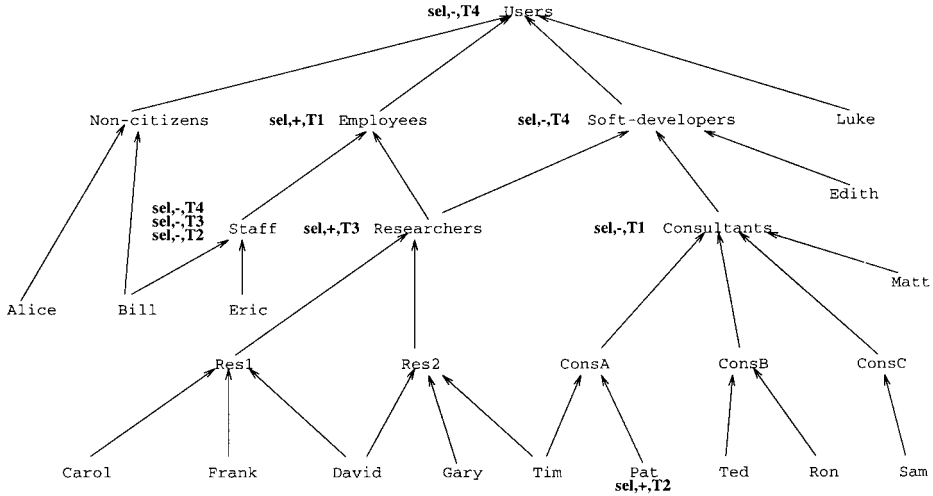 sel,-,T4 Users
Non-citizens sel,+,T1 Employees sel,-,T4 Soft-developers Luke
Edith
sel,-,T4
sel,-,T3
sel,-,T2
Staff sel,+,T3 Researchers sel,-,T1 Consultants
Matt
Alice Bill Eric
Res1 Res2 ConsA ConsB ConsC
Carol Frank David Gary Tim Pat Ted Ron Sam
sel,+,T2